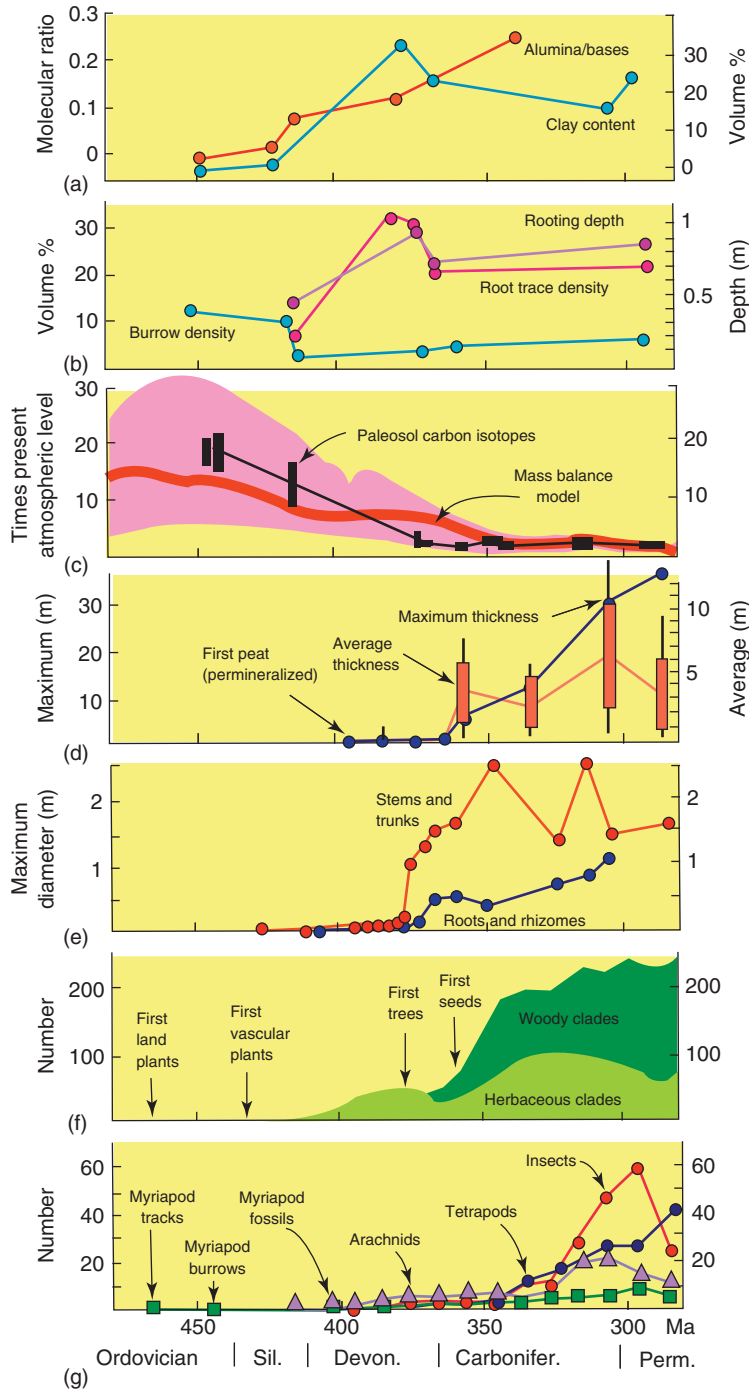 Molecular ratio
0.3
0.2
0.1
0
Alumina/bases
Clay content
30
20
10
0
Volume %
(a)
Volume %
30
20
10
Rooting depth
Root trace density
Burrow density
1
0.5
Depth (m)
(b)
Times present
atmospheric level
30
20
10
Paleosol carbon isotopes
Mass balance
model
20
10
(c)
Maximum (m)
30
20
10
First peat
(permineralized)
Average
thickness
Maximum thickness
10
5
Average (m)
(d)
Maximum
diameter (m)
2
1
Stems and
trunks
Roots and rhizomes
2
1
(e)
Number
200
100
First
land
plants
First
vascular
plants
First
trees
First
seeds
Woody clades
Herbaceous clades
200
100
(f)
Number
60
40
20
Myriapod
tracks
Myriapod
burrows
Myriapod
fossils
Arachnids
Tetrapods
Insects
60
40
20
450 400 350 300 Ma
Ordovician Sil. Devon. Carbonifer. Perm.
(g)